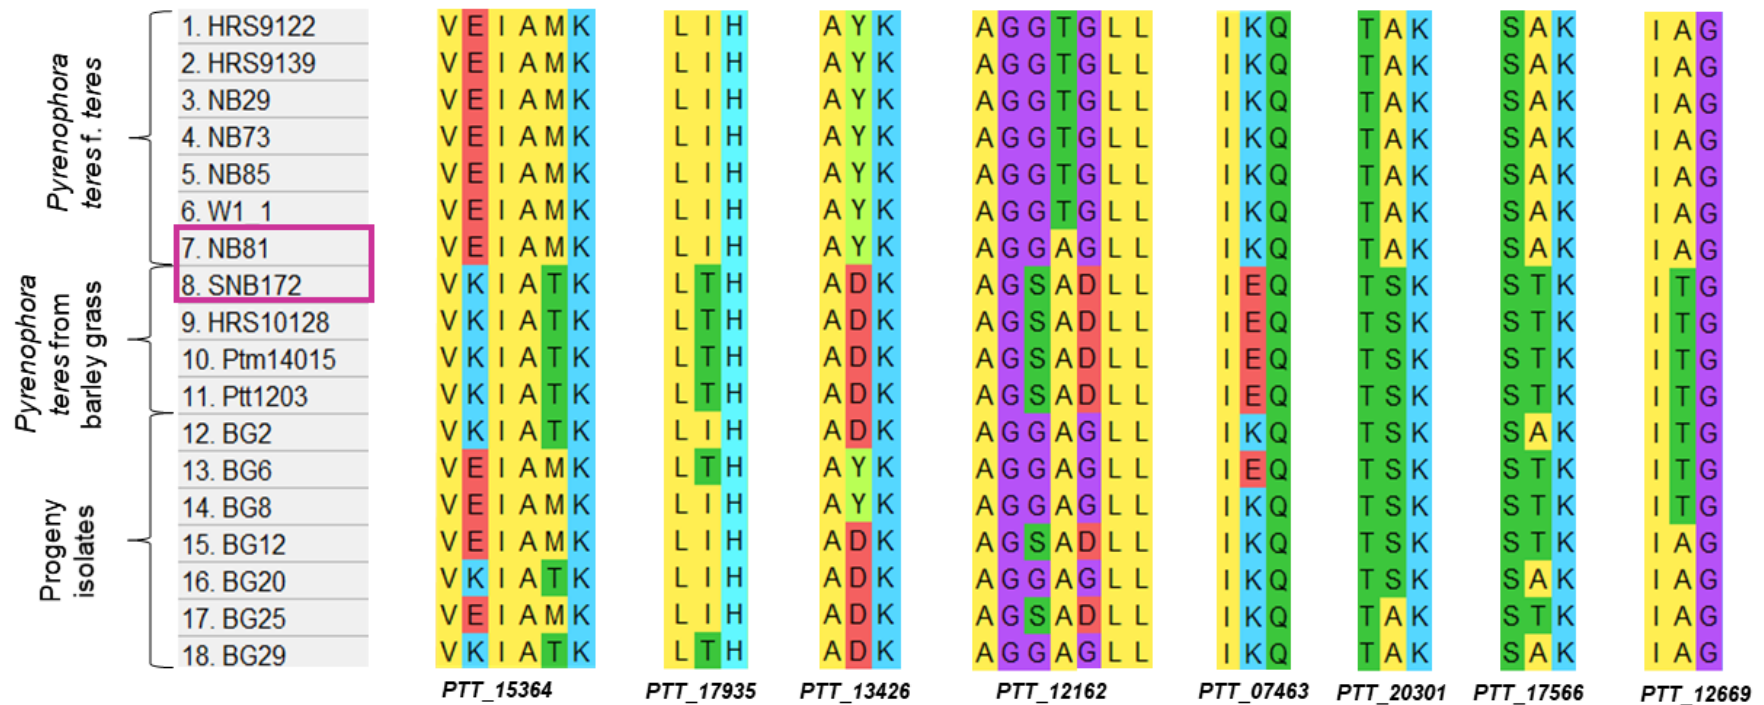 Pyrenophora
teres f. teres
Pyrenophora
teres from
barley grass
Progeny
isolates
1. HRS9122 VEIAMK LIH AYK AGGTGLL IKQ TAK SAK IAG
2. HRS9139 VEIAMK LIH AYK AGGTGLL IKQ TAK SAK IAG
3. NB29 VEIAMK LIH AYK AGGTGLL IKQ TAK SAK IAG
4. NB73 VEIAMK LIH AYK AGGTGLL IKQ TAK SAK IAG
5. NB85 VEIAMK LIH AYK AGGTGLL IKQ TAK SAK IAG
6. W1_1 VEIAMK LIH AYK AGGTGLL IKQ TAK SAK IAG
7. NB81 VEIAMK LIH AYK AGGAGLL IKQ TAK SAK IAG
8. SNB172 VKIATK LTH ADK AGSADLL IEQ TSK STK ITG
9. HRS10128 VKIATK LTH ADK AGSADLL IEQ TSK STK ITG
10. Ptm14015 VKIATK LTH ADK AGSADLL IEQ TSK STK ITG
11. Ptt1203 VKIATK LTH ADK AGSADLL IEQ TSK STK ITG
12. BG2 VKIATK LIH ADK AGGAGLL IKQ TSK SAK ITG
13. BG6 VEIAMK LTH AYK AGGAGLL IEQ TSK STK ITG
14. BG8 VEIAMK LIH AYK AGGAGLL IKQ TSK STK ITG
15. BG12 VEIAMK LIH ADK AGSADLL IKQ TSK STK IAG
16. BG20 VKIATK LIH ADK AGGAGLL IKQ TSK SAK IAG
17. BG25 VEIAMK LIH ADK AGSADLL IKQ TAK STK IAG
18. BG29 VKIATK LTH ADK AGGAGLL IKQ TAK SAK IAG
PTT_15364 PTT_17935 PTT_13426 PTT_12162 PTT_07463 PTT_20301 PTT_17566 PTT_12669